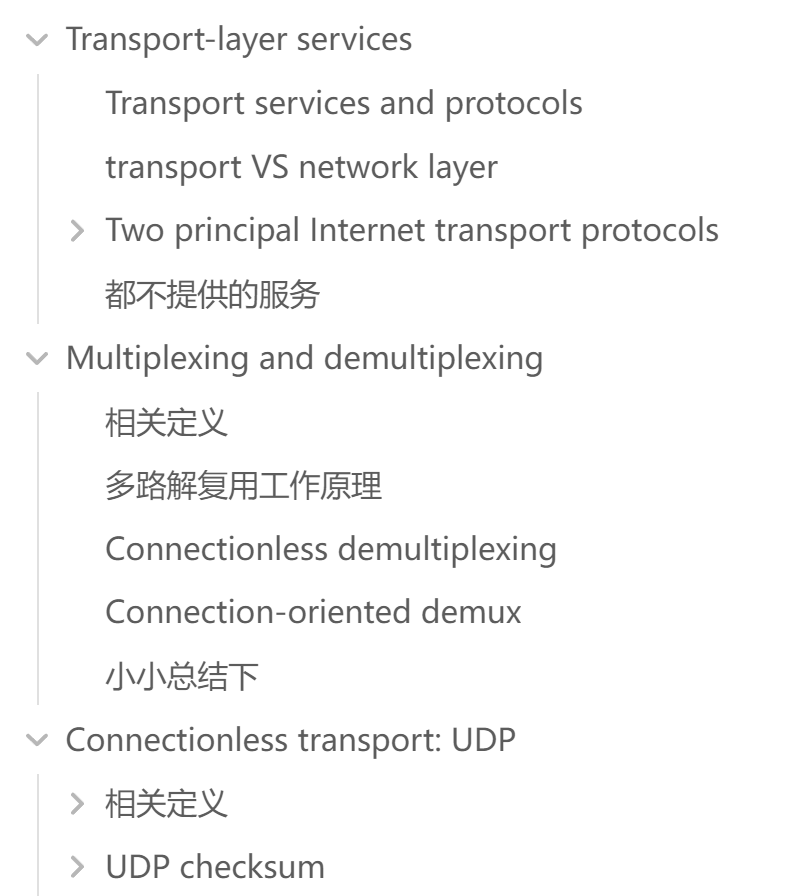 Transport-layer services
Transport services and protocols
transport VS network layer
Two principal Internet transport protocols
都不提供的服务
Multiplexing and demultiplexing
相关定义
多路解复用工作原理
Connectionless demultiplexing
Connection-oriented demux
小小总结下
Connectionless transport: UDP
相关定义
UDP checksum